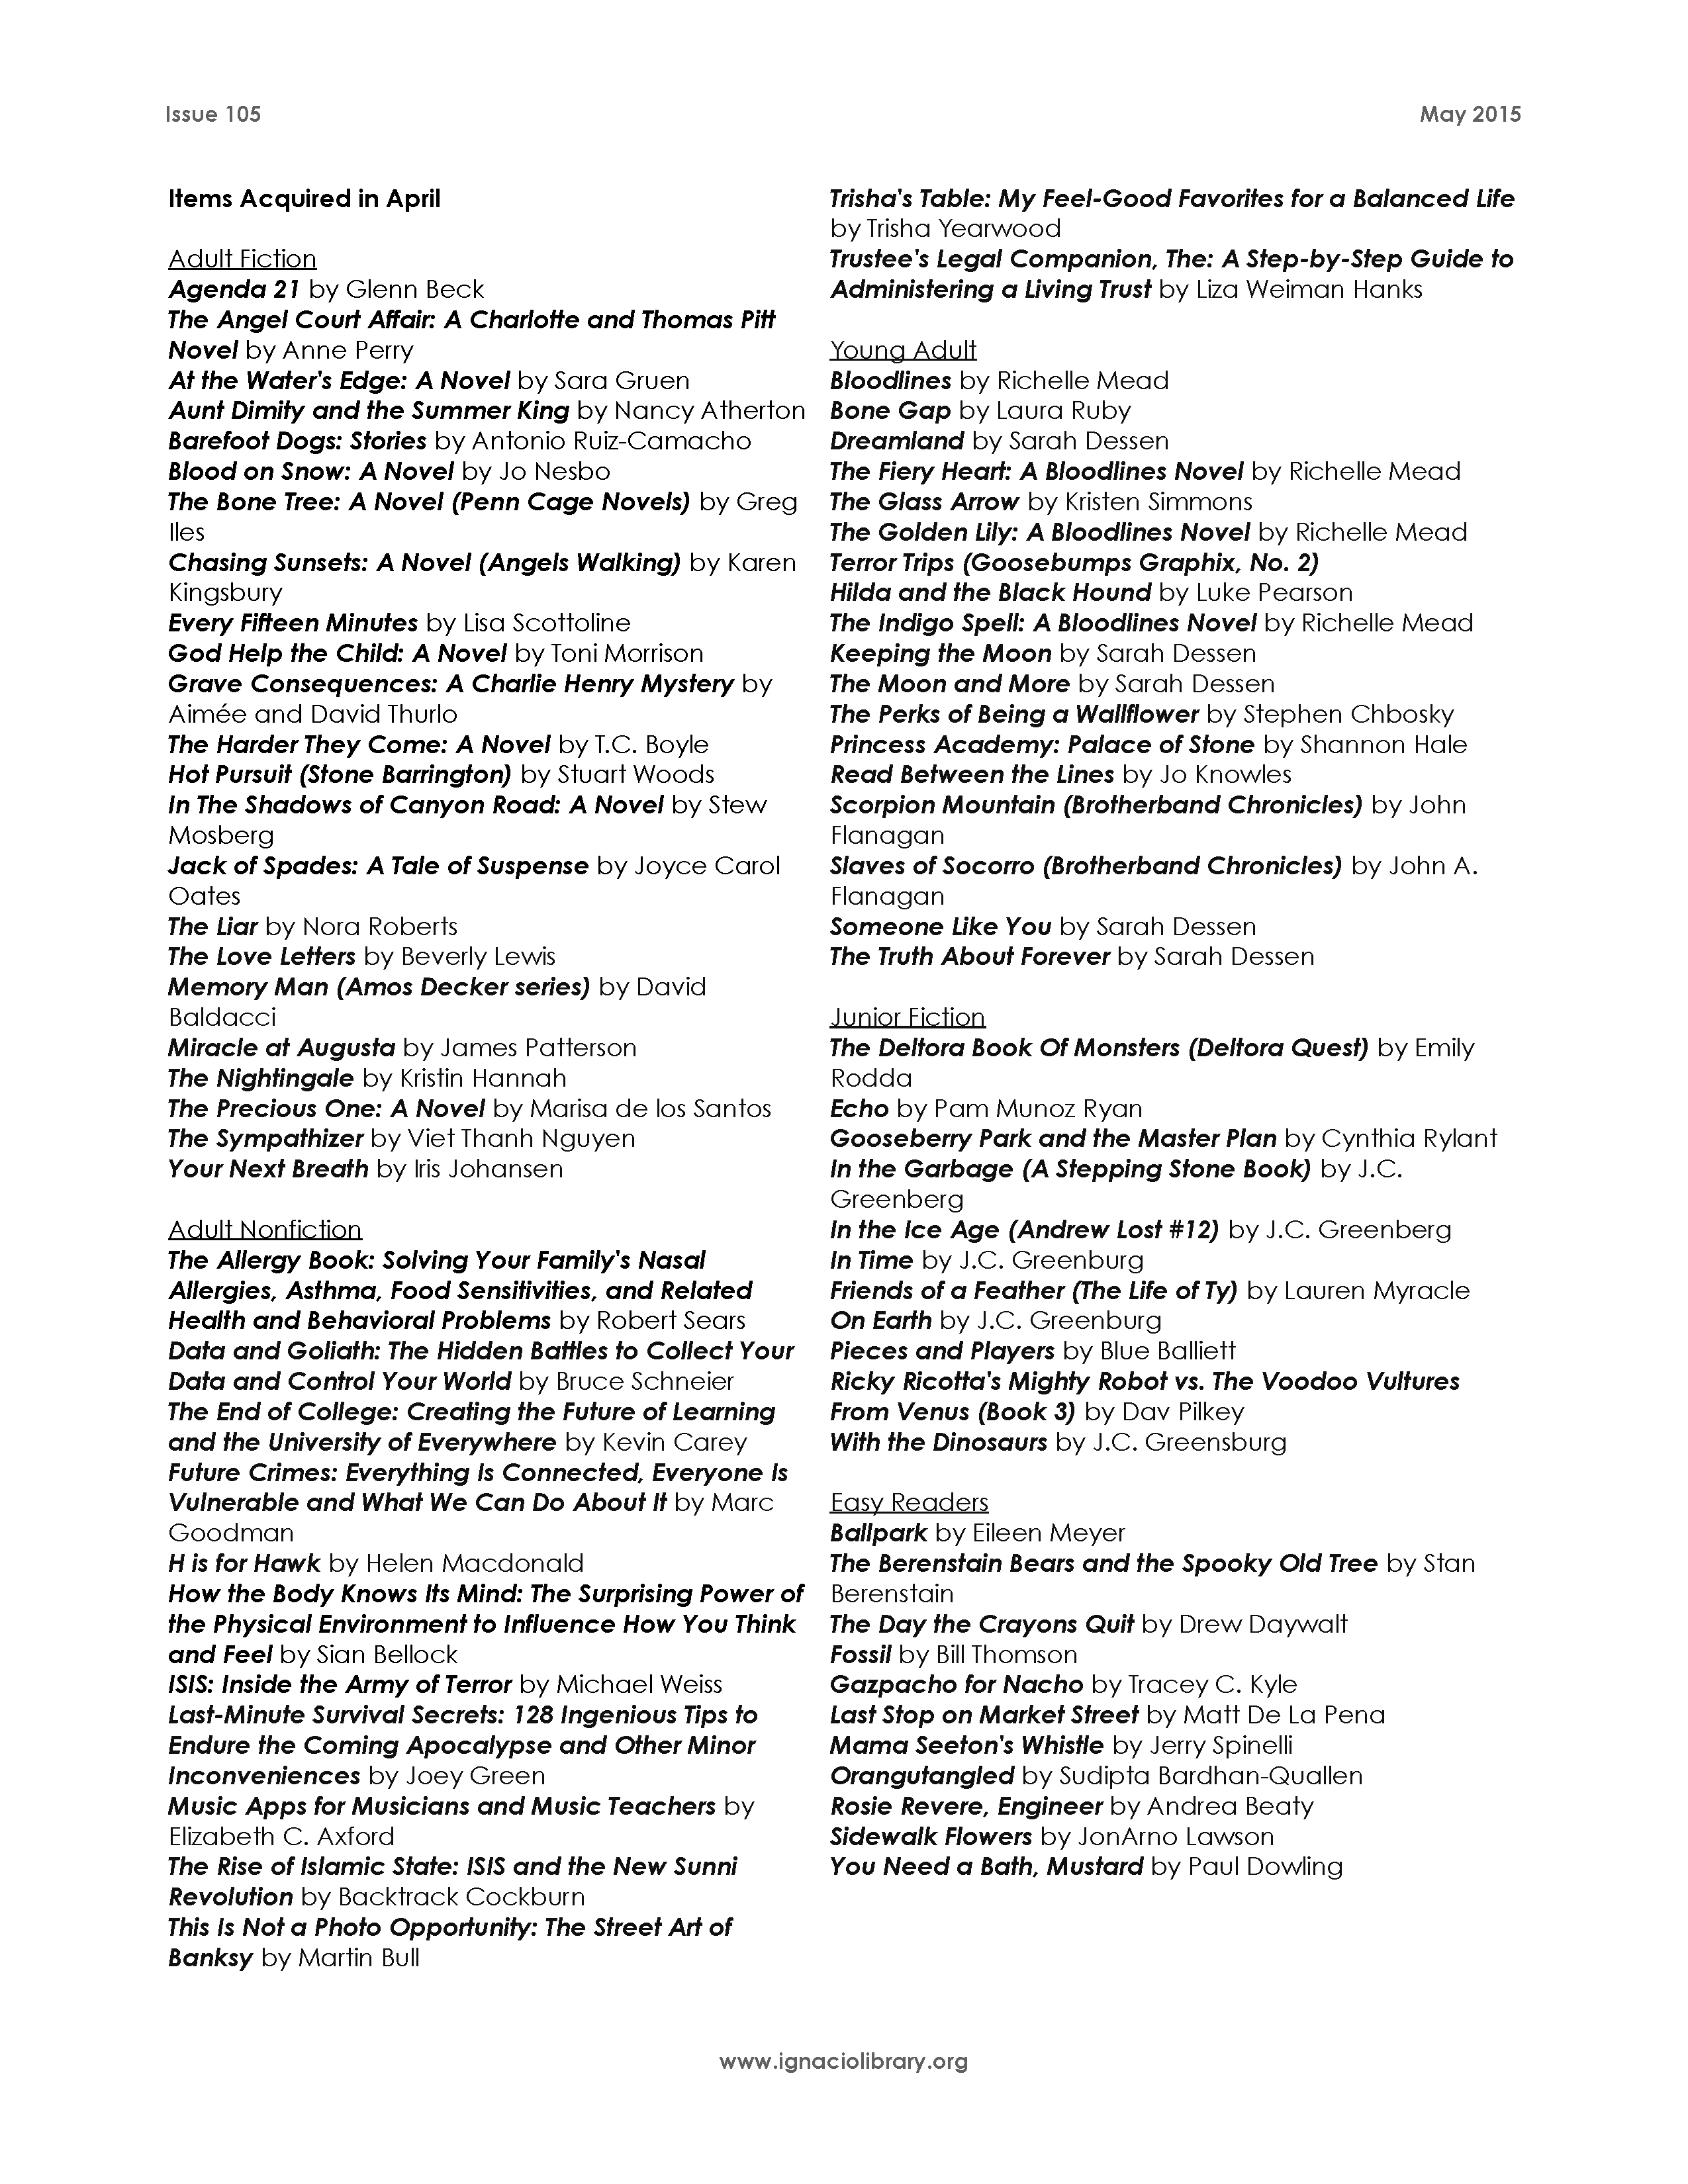 Issue 105
May 2015
Items Acquired in April
Adult Fiction
Agenda 21 by Glenn Beck
The Angel Court Affair: A Charlotte and Thomas Pitt
Novel by Anne Perry
At the Water's Edge: A Novel by Sara Gruen
Aunt Dimity and the Summer King by Nancy Atherton
Barefoot Dogs: Stories by Antonio Ruiz-Camacho
Blood on Snow: A Novel by Jo Nesbo
The Bone Tree: A Novel (Penn Cage Novels) by Greg
Iles
Chasing Sunsets: A Novel (Angels Walking) by Karen
Kingsbury
Every Fifteen Minutes by Lisa Scottoline
God Help the Child: A Novel by Toni Morrison
Grave Consequences: A Charlie Henry Mystery by
Aimée and David Thurlo
The Harder They Come: A Novel by T.C. Boyle
Hot Pursuit (Stone Barrington) by Stuart Woods
In The Shadows of Canyon Road: A Novel by Stew
Mosberg
Jack of Spades: A Tale of Suspense by Joyce Carol
Oates
The Liar by Nora Roberts
The Love Letters by Beverly Lewis
Memory Man (Amos Decker series) by David
Baldacci
Miracle at Augusta by James Patterson
The Nightingale by Kristin Hannah
The Precious One: A Novel by Marisa de los Santos
The Sympathizer by Viet Thanh Nguyen
Your Next Breath by Iris Johansen
Adult Nonfiction
The Allergy Book: Solving Your Family's Nasal
Allergies, Asthma, Food Sensitivities, and Related
Health and Behavioral Problems by Robert Sears
Data and Goliath: The Hidden Battles to Collect Your
Data and Control Your World by Bruce Schneier
The End of College: Creating the Future of Learning
and the University of Everywhere by Kevin Carey
Future Crimes: Everything Is Connected, Everyone Is
Vulnerable and What We Can Do About It by Marc
Goodman
H is for Hawk by Helen Macdonald
How the Body Knows Its Mind: The Surprising Power of
the Physical Environment to Influence How You Think
and Feel by Sian Bellock
ISIS: Inside the Army of Terror by Michael Weiss
Last-Minute Survival Secrets: 128 Ingenious Tips to
Endure the Coming Apocalypse and Other Minor
Inconveniences by Joey Green
Music Apps for Musicians and Music Teachers by
Elizabeth C. Axford
The Rise of Islamic State: ISIS and the New Sunni
Revolution by Backtrack Cockburn
This Is Not a Photo Opportunity: The Street Art of
Banksy by Martin Bull
Trisha's Table: My Feel-Good Favorites for a Balanced Life
by Trisha Yearwood
Trustee's Legal Companion, The: A Step-by-Step Guide to
Administering a Living Trust by Liza Weiman Hanks
Young Adult
Bloodlines by Richelle Mead
Bone Gap by Laura Ruby
Dreamland by Sarah Dessen
The Fiery Heart: A Bloodlines Novel by Richelle Mead
The Glass Arrow by Kristen Simmons
The Golden Lily: A Bloodlines Novel by Richelle Mead
Terror Trips (Goosebumps Graphix, No. 2)
Hilda and the Black Hound by Luke Pearson
The Indigo Spell: A Bloodlines Novel by Richelle Mead
Keeping the Moon by Sarah Dessen
The Moon and More by Sarah Dessen
The Perks of Being a Wallflower by Stephen Chbosky
Princess Academy: Palace of Stone by Shannon Hale
Read Between the Lines by Jo Knowles
Scorpion Mountain (Brotherband Chronicles) by John
Flanagan
Slaves of Socorro (Brotherband Chronicles) by John A.
Flanagan
Someone Like You by Sarah Dessen
The Truth About Forever by Sarah Dessen
Junior Fiction
The Deltora Book Of Monsters (Deltora Quest) by Emily
Rodda
Echo by Pam Munoz Ryan
Gooseberry Park and the Master Plan by Cynthia Rylant
In the Garbage (A Stepping Stone Book) by J.C.
Greenberg
In the Ice Age (Andrew Lost #12) by J.C. Greenberg
In Time by J.C. Greenburg
Friends of a Feather (The Life of Ty) by Lauren Myracle
On Earth by J.C. Greenburg
Pieces and Players by Blue Balliett
Ricky Ricotta's Mighty Robot vs. The Voodoo Vultures
From Venus (Book 3) by Dav Pilkey
With the Dinosaurs by J.C. Greensburg
Easy Readers
Ballpark by Eileen Meyer
The Berenstain Bears and the Spooky Old Tree by Stan
Berenstain
The Day the Crayons Quit by Drew Daywalt
Fossil by Bill Thomson
Gazpacho for Nacho by Tracey C. Kyle
Last Stop on Market Street by Matt De La Pena
Mama Seeton's Whistle by Jerry Spinelli
Orangutangled by Sudipta Bardhan-Quallen
Rosie Revere, Engineer by Andrea Beaty
Sidewalk Flowers by JonArno Lawson
You Need a Bath, Mustard by Paul Dowling
www.ignaciolibrary.org